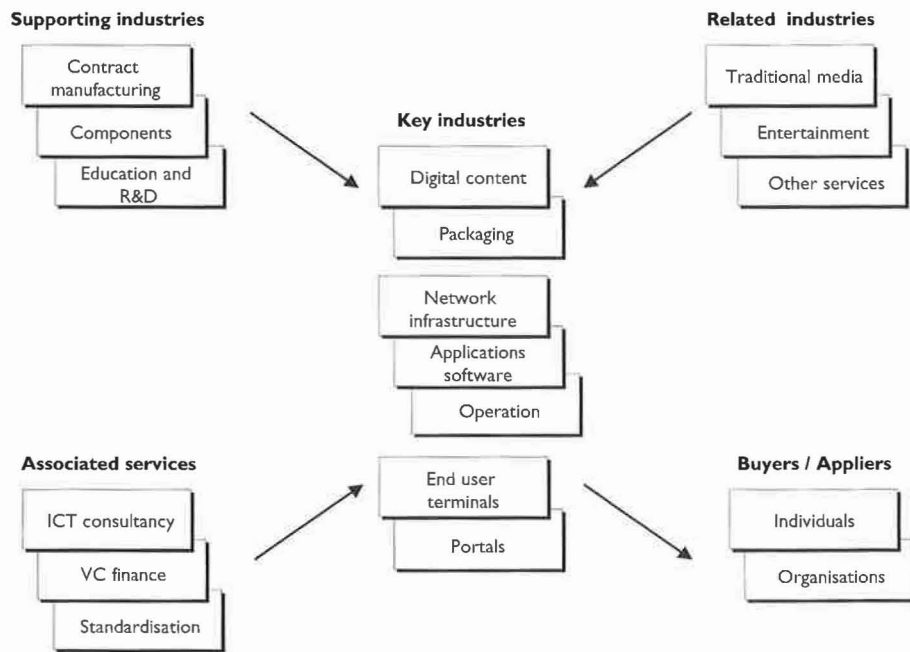 Supporting industries
Contract
manufacturing
Components
Education and
R&D
Key industries
Digital content
Packaging
Network
infrastructure
Applications
software
Operation
End user
terminals
Portals
Related industries
Traditional media
Entertainment
Other services
Associated services
ICT consultancy
VC finance
Standardisation
Buyers / Appliers
Individuals
Organisations